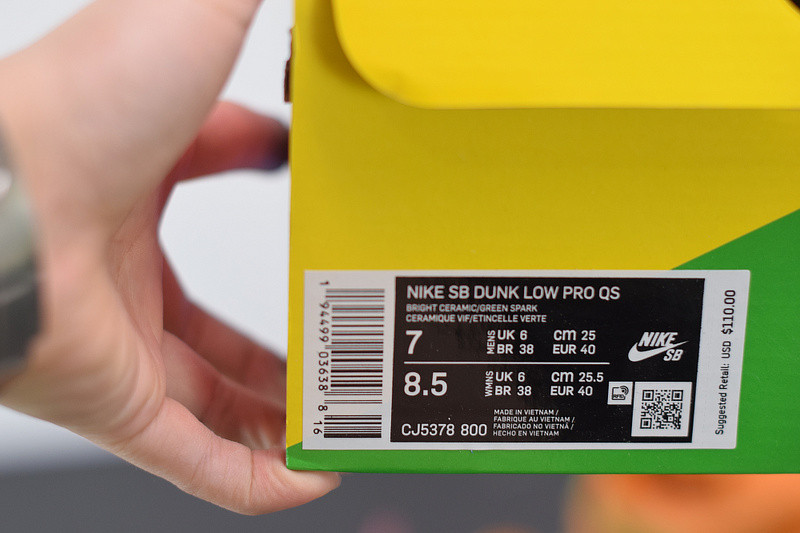 1 94499 03638 8 16
NIKE SB DUNK LOW PRO QS
BRIGHT CERAMIC/GREEN SPARK
CERAMIQUE VIF/ETINCELLE VERTE
7 MENS UK 6 cm 25
BR 38 EUR 40
8.5 WMNS UK 6 cm 25.5
BR 38 EUR 40
CJ5378 800
MADE IN VIETNAM /
FABRIQUE AU VIETNAM /
FABRICADO NO VIETNÃ /
HECHO EN VIETNAM
NIKE
SB
Suggested Retail: USD $110.00